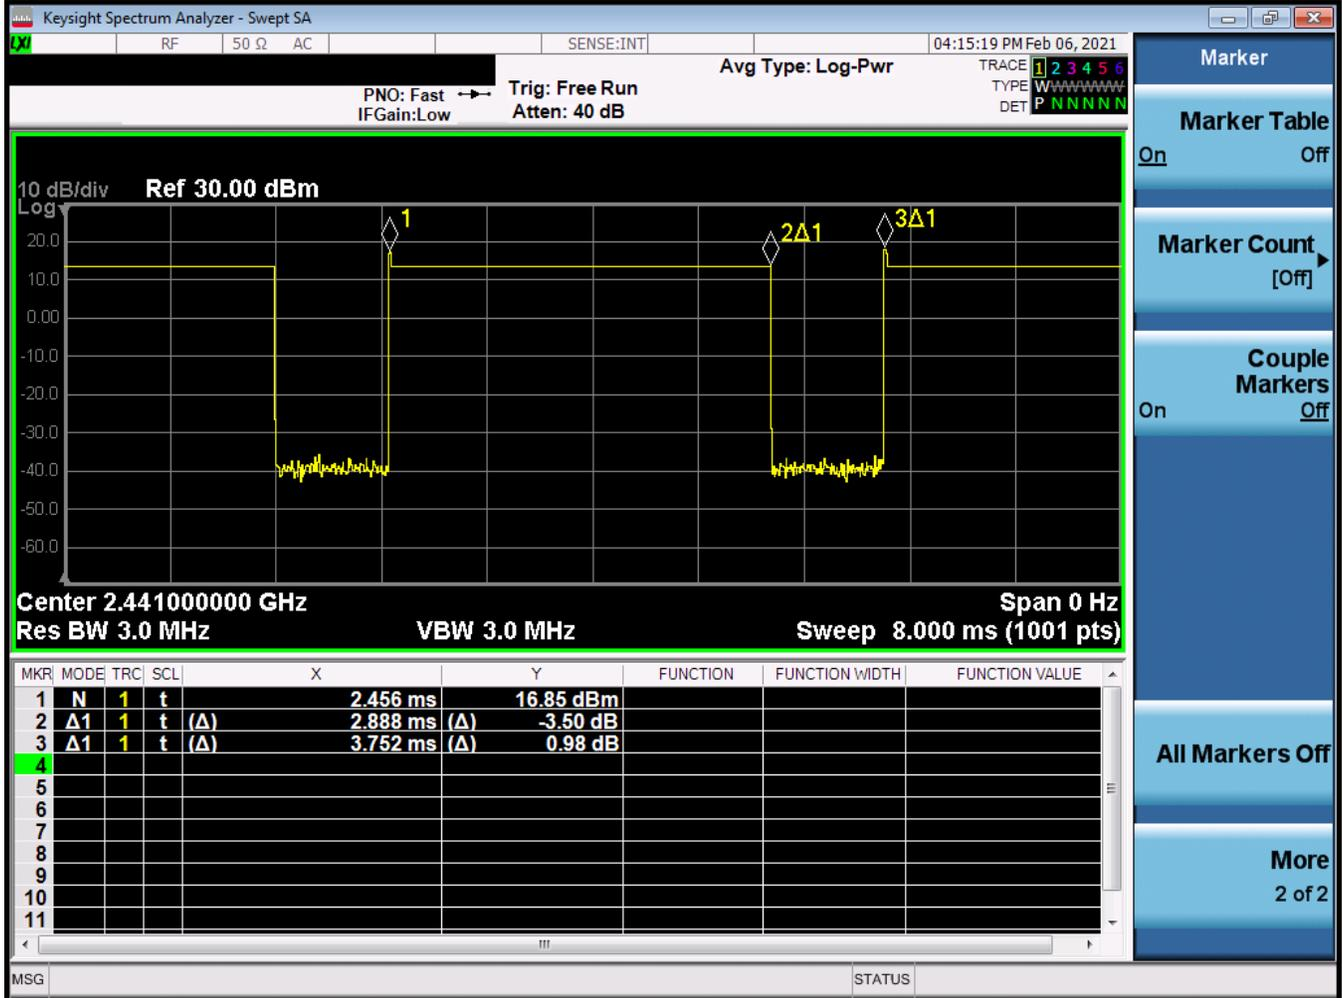 Keysight Spectrum Analyzer - Swept SA
LXI RF 50 Ω AC SENSE:INT 04:15:19 PM Feb 06, 2021
Marker
PNO: Fast
IFGain:Low
Trig: Free Run
Atten: 40 dB
Avg Type: Log-Pwr
TRACE 1 2 3 4 5 6
TYPE WWWWWW
DET P N N N N N
Marker Table
On Off
Marker Count
[Off]
Couple
Markers
On Off
All Markers Off
More
2 of 2
10 dB/div Ref 30.00 dBm
Log
1
2Δ1
3Δ1
20.0
10.0
0.00
-10.0
-20.0
-30.0
-40.0
-50.0
-60.0
Center 2.441000000 GHz Span 0 Hz
Res BW 3.0 MHz VBW 3.0 MHz Sweep 8.000 ms (1001 pts)
MKR MODE TRC SCL X Y FUNCTION FUNCTION WIDTH FUNCTION VALUE
1 N 1 t 2.456 ms 16.85 dBm
2 Δ1 1 t (Δ) 2.888 ms (Δ) -3.50 dB
3 Δ1 1 t (Δ) 3.752 ms (Δ) 0.98 dB
4
5
6
7
8
9
10
11
MSG STATUS